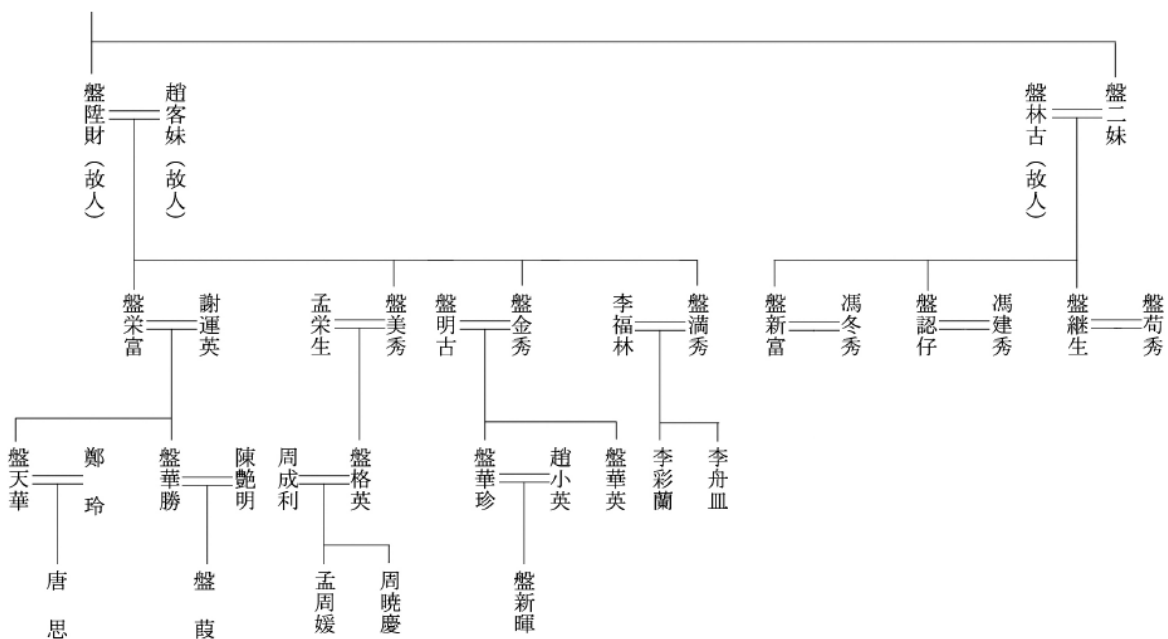 盤陞財（故人）
趙客妹（故人）
盤林古（故人）
盤二妹
盤栄富
謝運英
孟栄生
盤美秀
盤明古
盤金秀
李福林
盤満秀
盤新富
馮冬秀
盤認仔
馮建秀
盤継生
盤苟秀
盤天華
鄭 玲
盤華勝
陳艶明
周成利
盤格英
盤華珍
趙小英
盤華英
李彩蘭
李舟皿
唐 思
盤 葭
孟周媛
周暁慶
盤新暉